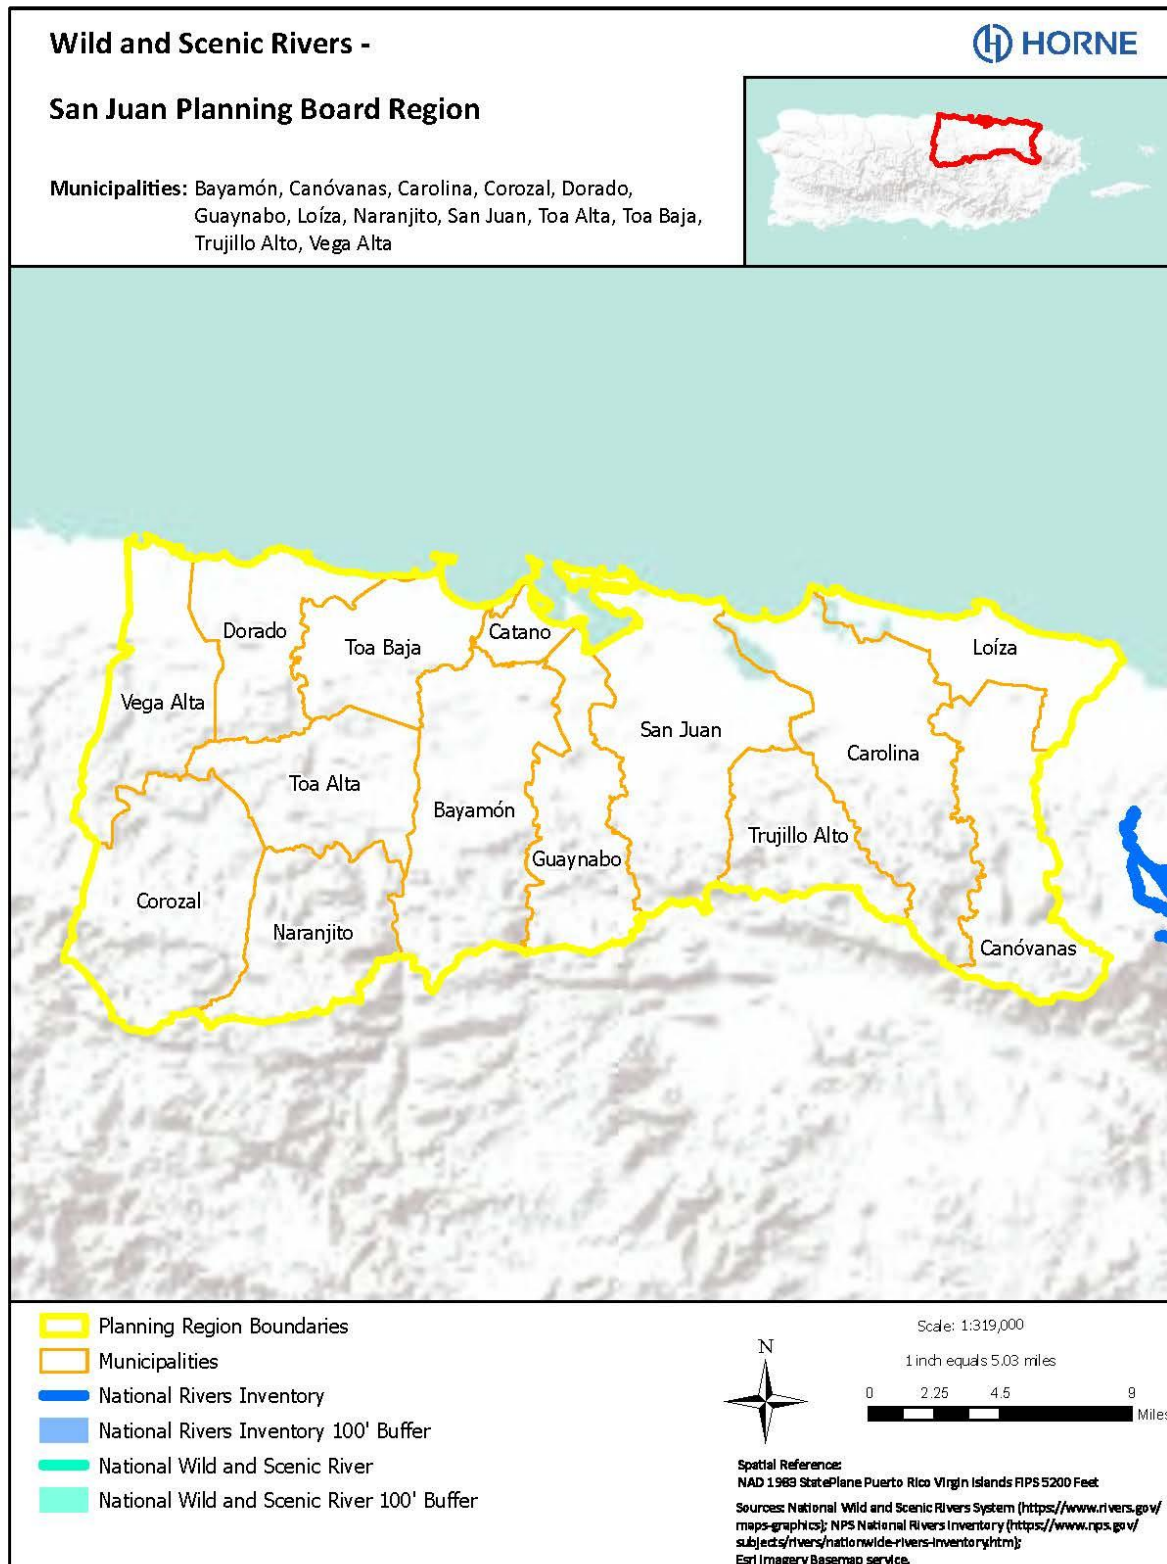 Wild and Scenic Rivers -
HORNE
San Juan Planning Board Region
Municipalities: Bayamón, Canóvanas, Carolina, Corozal, Dorado,
Guaynabo, Loíza, Naranjito, San Juan, Toa Alta, Toa Baja,
Trujillo Alto, Vega Alta
Dorado
Toa Baja
Catano
Loíza
Vega Alta
San Juan
Carolina
Toa Alta
Bayamón
Trujillo Alto
Guaynabo
Corozal
Naranjito
Canóvanas
Planning Region Boundaries
Municipalities
National Rivers Inventory
National Rivers Inventory 100' Buffer
National Wild and Scenic River
National Wild and Scenic River 100' Buffer
N
Scale: 1:319,000
1 inch equals 5.03 miles
0 2.25 4.5 9
Miles
Spatial Reference:
NAD 1983 StatePlane Puerto Rico Virgin Islands FIPS 5200 Feet
Sources: National Wild and Scenic Rivers System (https://www.rivers.gov/
maps-graphics); NPS National Rivers Inventory (https://www.nps.gov/
subjects/rivers/nationwide-rivers-inventory.htm);
Esri Imagery Basemap service.